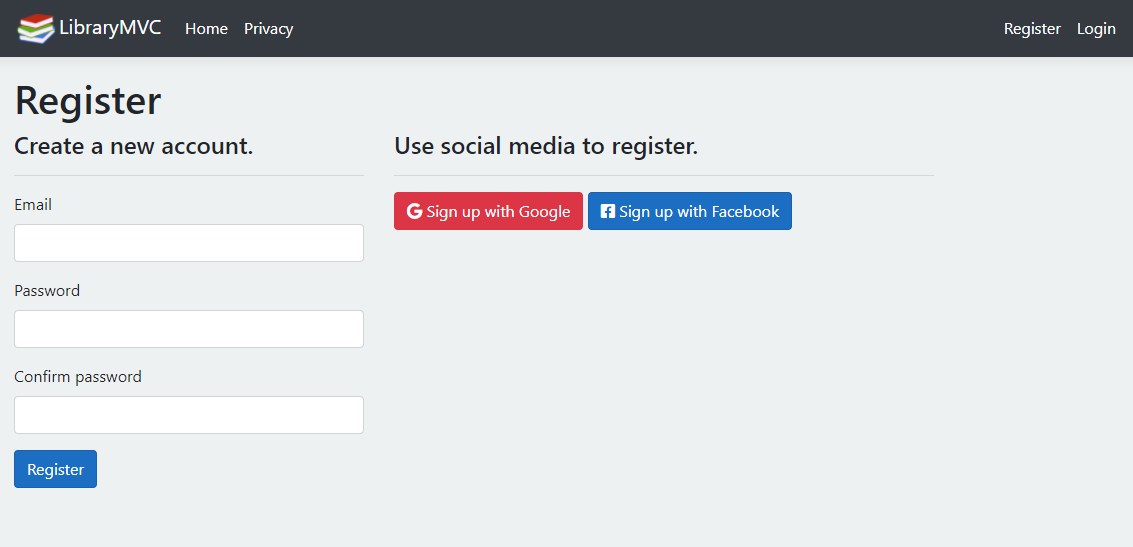 LibraryMVC Home Privacy Register Login
Register
Create a new account.
Use social media to register.
Email
Sign up with Google
Sign up with Facebook
Password
Confirm password
Register